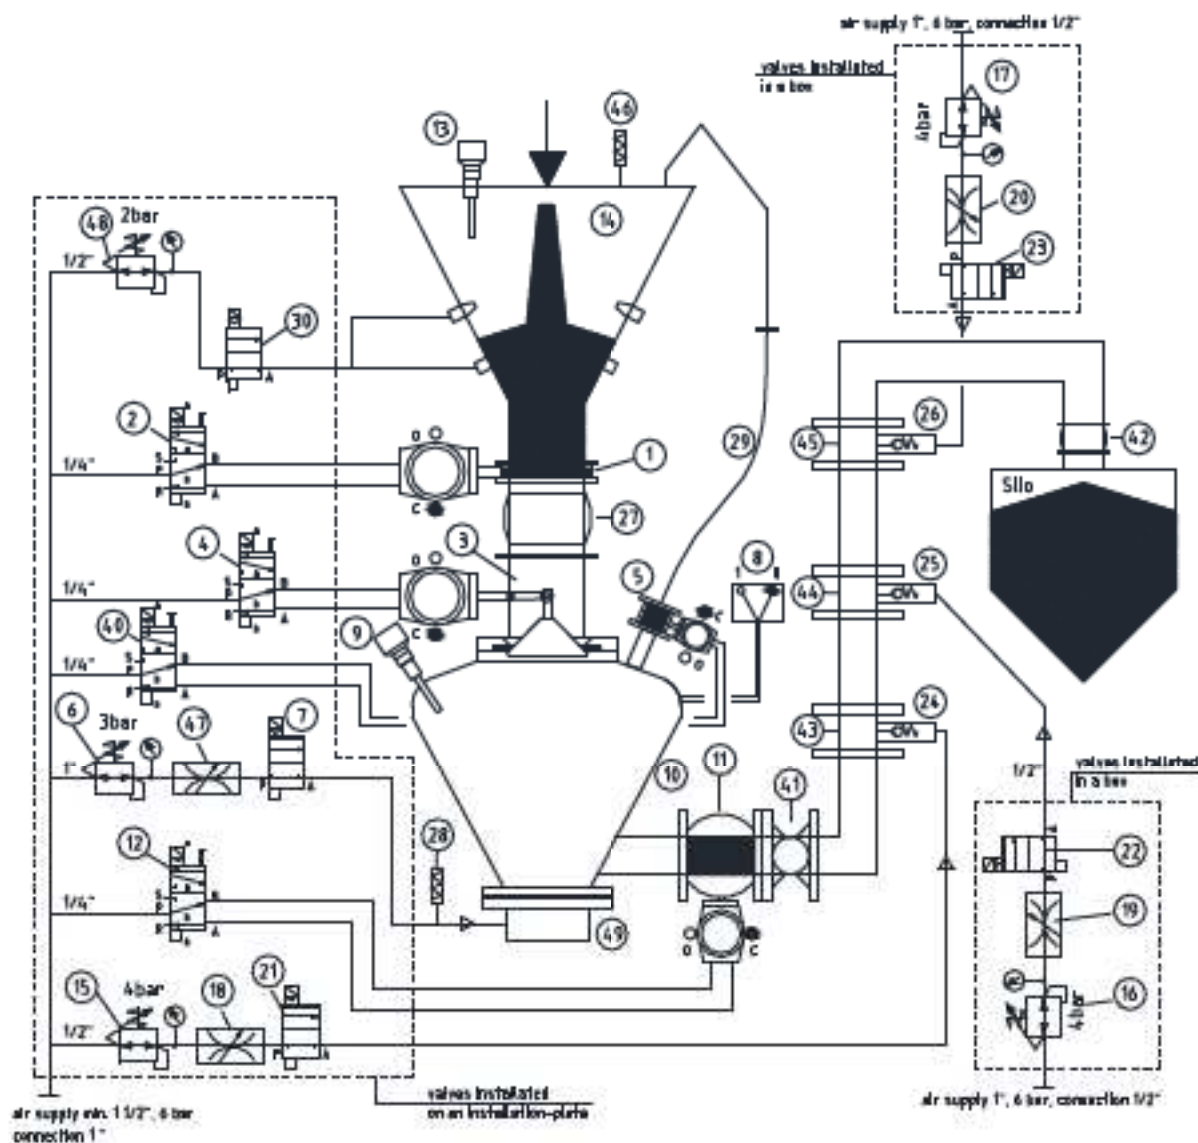 air supply 1", 6 bar, connection 1/2"
valves installated
in a box
17
4bar
20
P
23
A
46
13
14
48
2bar
1/2"
30
P
A
2
1/4"
S
P
R
B
A
O
C
1
27
29
26
45
42
Silo
4
3
1/4"
S
P
R
B
A
O
C
5
8
C
O
25
44
40
9
1/4"
S
P
R
B
A
6
3bar
47
7
1"
P
A
10
11
41
24
43
1/2"
valves installated
in a box
12
28
22
1/4"
S
P
R
B
A
49
O
C
19
15
4bar
18
21
1/2"
P
A
16
4bar
valves installated
on an installation-plate
air supply min. 1 1/2", 6 bar
connection 1"
air supply 1", 6 bar, connection 1/2"